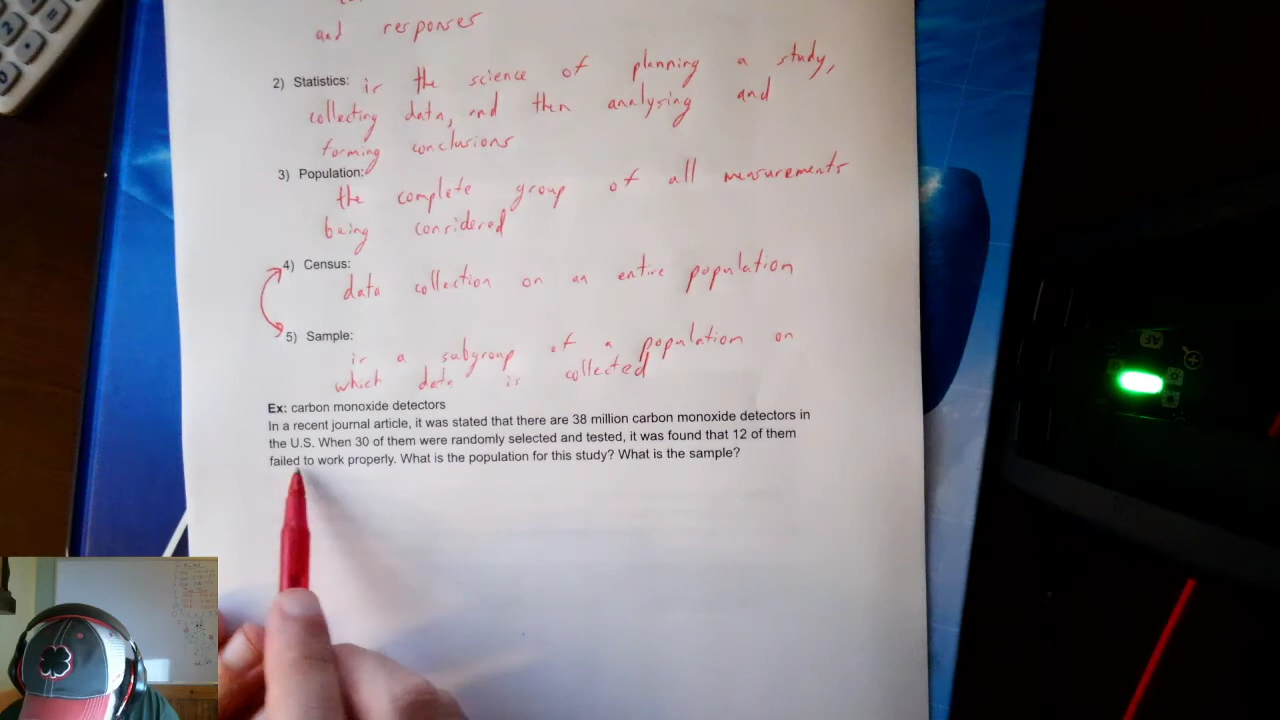 and responses
2) Statistics: is the science of planning a study,
collecting data, and then analysing and
forming conclusions
3) Population:
the complete group of all measurements
being considered
4) Census:
data collection on an entire population
5) Sample:
is a subgroup of a population on
which data is collected
Ex: carbon monoxide detectors
In a recent journal article, it was stated that there are 38 million carbon monoxide detectors in
the U.S. When 30 of them were randomly selected and tested, it was found that 12 of them
failed to work properly. What is the population for this study? What is the sample?
AF